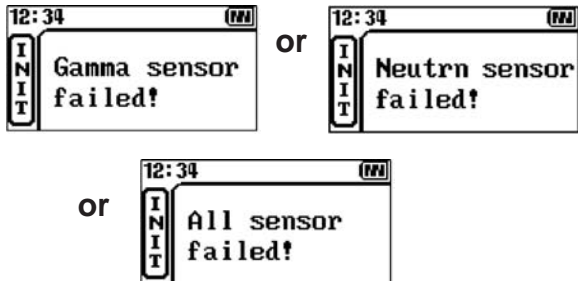 12:34
INIT
Gamma sensor
failed!
or
12:34
INIT
Neutrn sensor
failed!
or
12:34
INIT
All sensor
failed!